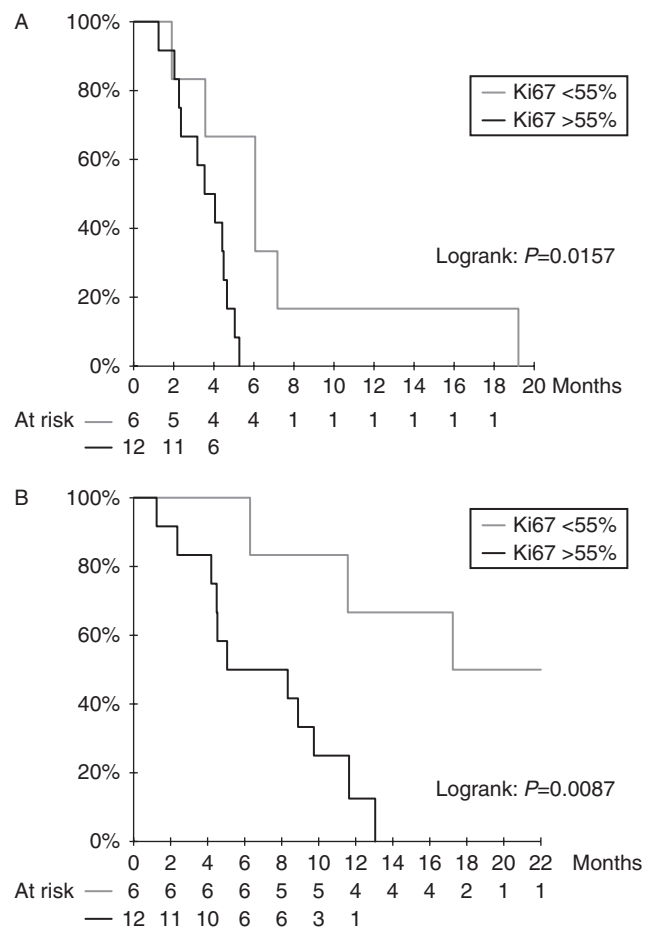 A
100%
80%
60%
40%
20%
0%
Ki67 <55%
Ki67 >55%
Logrank: P=0.0157
0 2 4 6 8 10 12 14 16 18 20 Months
At risk 6 5 4 4 1 1 1 1 1 1
12 11 6
B
100%
80%
60%
40%
20%
0%
Ki67 <55%
Ki67 >55%
Logrank: P=0.0087
0 2 4 6 8 10 12 14 16 18 20 22 Months
At risk 6 6 6 6 5 5 4 4 4 2 1 1
12 11 10 6 6 3 1